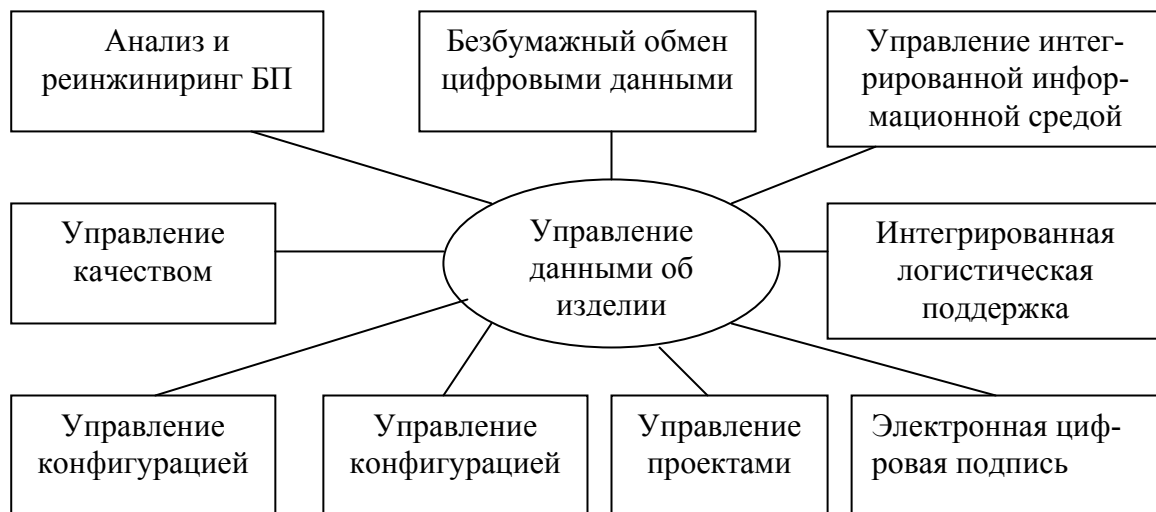 Анализ и
реинжиниринг БП
Безбумажный обмен
цифровыми данными
Управление интег-
рированной инфор-
мационной средой
Управление
качеством
Управление
данными об
изделии
Интегрированная
логистическая
поддержка
Управление
конфигурацией
Управление
конфигурацией
Управление
проектами
Электронная циф-
ровая подпись